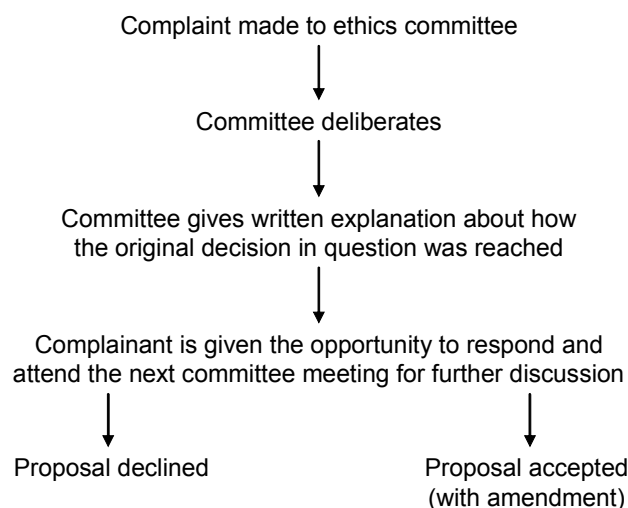 Complaint made to ethics committee
Committee deliberates
Committee gives written explanation about how
the original decision in question was reached
Complainant is given the opportunity to respond and
attend the next committee meeting for further discussion
Proposal declined
Proposal accepted
(with amendment)